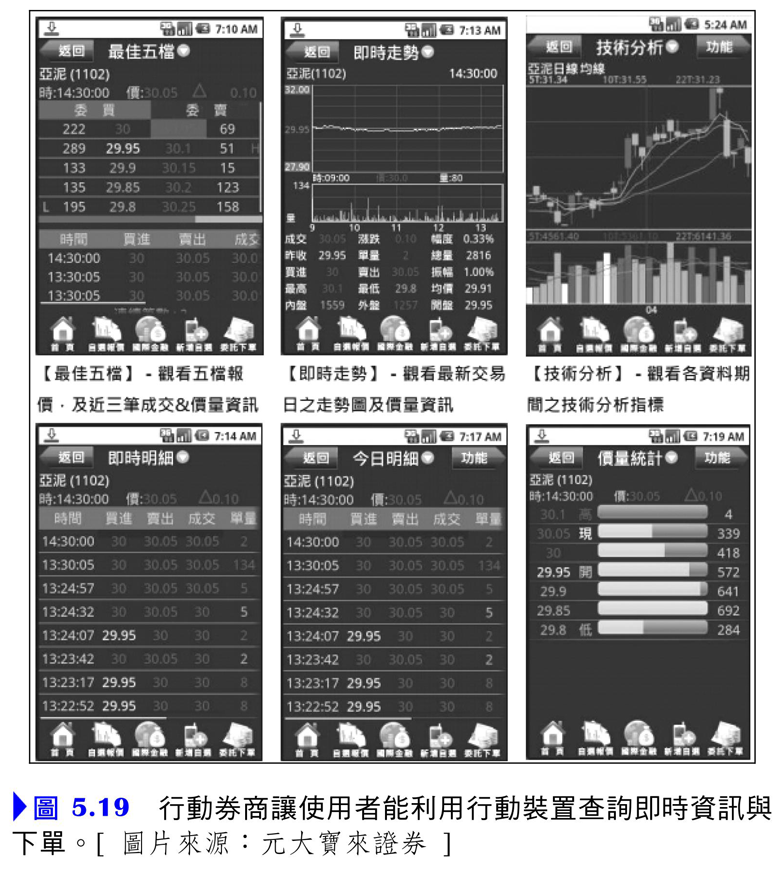 7:10 AM
返回 最佳五檔
亞泥 (1102)
時:14:30:00 價:30.05 △ 0.10
委 買 委 賣
222 30 69
289 29.95 30.1 51 H
133 29.9 30.15 15
135 29.85 30.2 123
L 195 29.8 30.25 158
時間 買進 賣出 成交
14:30:00 30 30.05 30.0
13:30:05 30 30.05 30.0
13:30:05 30 30.05 30.0
首 頁 自選報價 國際金融 新增自選 委託下單
【最佳五檔】 - 觀看五檔報
價﹒及近三筆成交&價量資訊
7:13 AM
返回 即時走勢
亞泥(1102) 14:30:00
32.00
29.95
27.90
時:09:00 價:30.0 量:80
134
量
9 10 11 12 13
成交 30.05 漲跌 0.10 幅度 0.33%
昨收 29.95 單量 2 總量 2816
買進 30 賣出 30.05 振幅 1.00%
最高 30.1 最低 29.8 均價 29.91
內盤 1559 外盤 1257 開盤 29.95
首 頁 自選報價 國際金融 新增自選 委託下單
【即時走勢】 - 觀看最新交易
日之走勢圖及價量資訊
5:24 AM
返回 技術分析 功能
亞泥日線均線
5T:31.34 10T:31.55 22T:31.23
5T:4561.40 10T:5561.10 22T:6141.36
04
首 頁 自選報價 國際金融 新增自選 委託下單
【技術分析】 - 觀看各資料期
間之技術分析指標
7:14 AM
返回 即時明細
亞泥 (1102)
時:14:30:00 價:30.05 △0.10
時間 買進 賣出 成交 單量
14:30:00 30 30.05 30.05 2
13:30:05 30 30.05 30.05 134
13:24:57 30 30.05 30.05 5
13:24:32 30 30.05 30 5
13:24:07 29.95 30 30 2
13:23:42 30 30.05 30 2
13:23:17 29.95 30 30 8
13:22:52 29.95 30 30 8
首 頁 自選報價 國際金融 新增自選 委託下單
7:17 AM
返回 今日明細 功能
亞泥 (1102)
時:14:30:00 價:30.05 △0.10
時間 買進 賣出 成交 單量
14:30:00 30 30.05 30.05 2
13:30:05 30 30.05 30.05 134
13:24:57 30 30.05 30.05 5
13:24:32 30 30.05 30 5
13:24:07 29.95 30 30 2
13:23:42 30 30.05 30 2
13:23:17 29.95 30 30 8
13:22:52 29.95 30 30 8
首 頁 自選報價 國際金融 新增自選 委託下單
7:19 AM
返回 價量統計 功能
亞泥 (1102)
時:14:30:00 價:30.05 △0.10
30.1 高 4
30.05 現 339
30 418
29.95 開 572
29.9 641
29.85 692
29.8 低 284
首 頁 自選報價 國際金融 新增自選 委託下單
圖 5.19 行動券商讓使用者能利用行動裝置查詢即時資訊與
下單。[ 圖片來源：元大寶來證券 ]